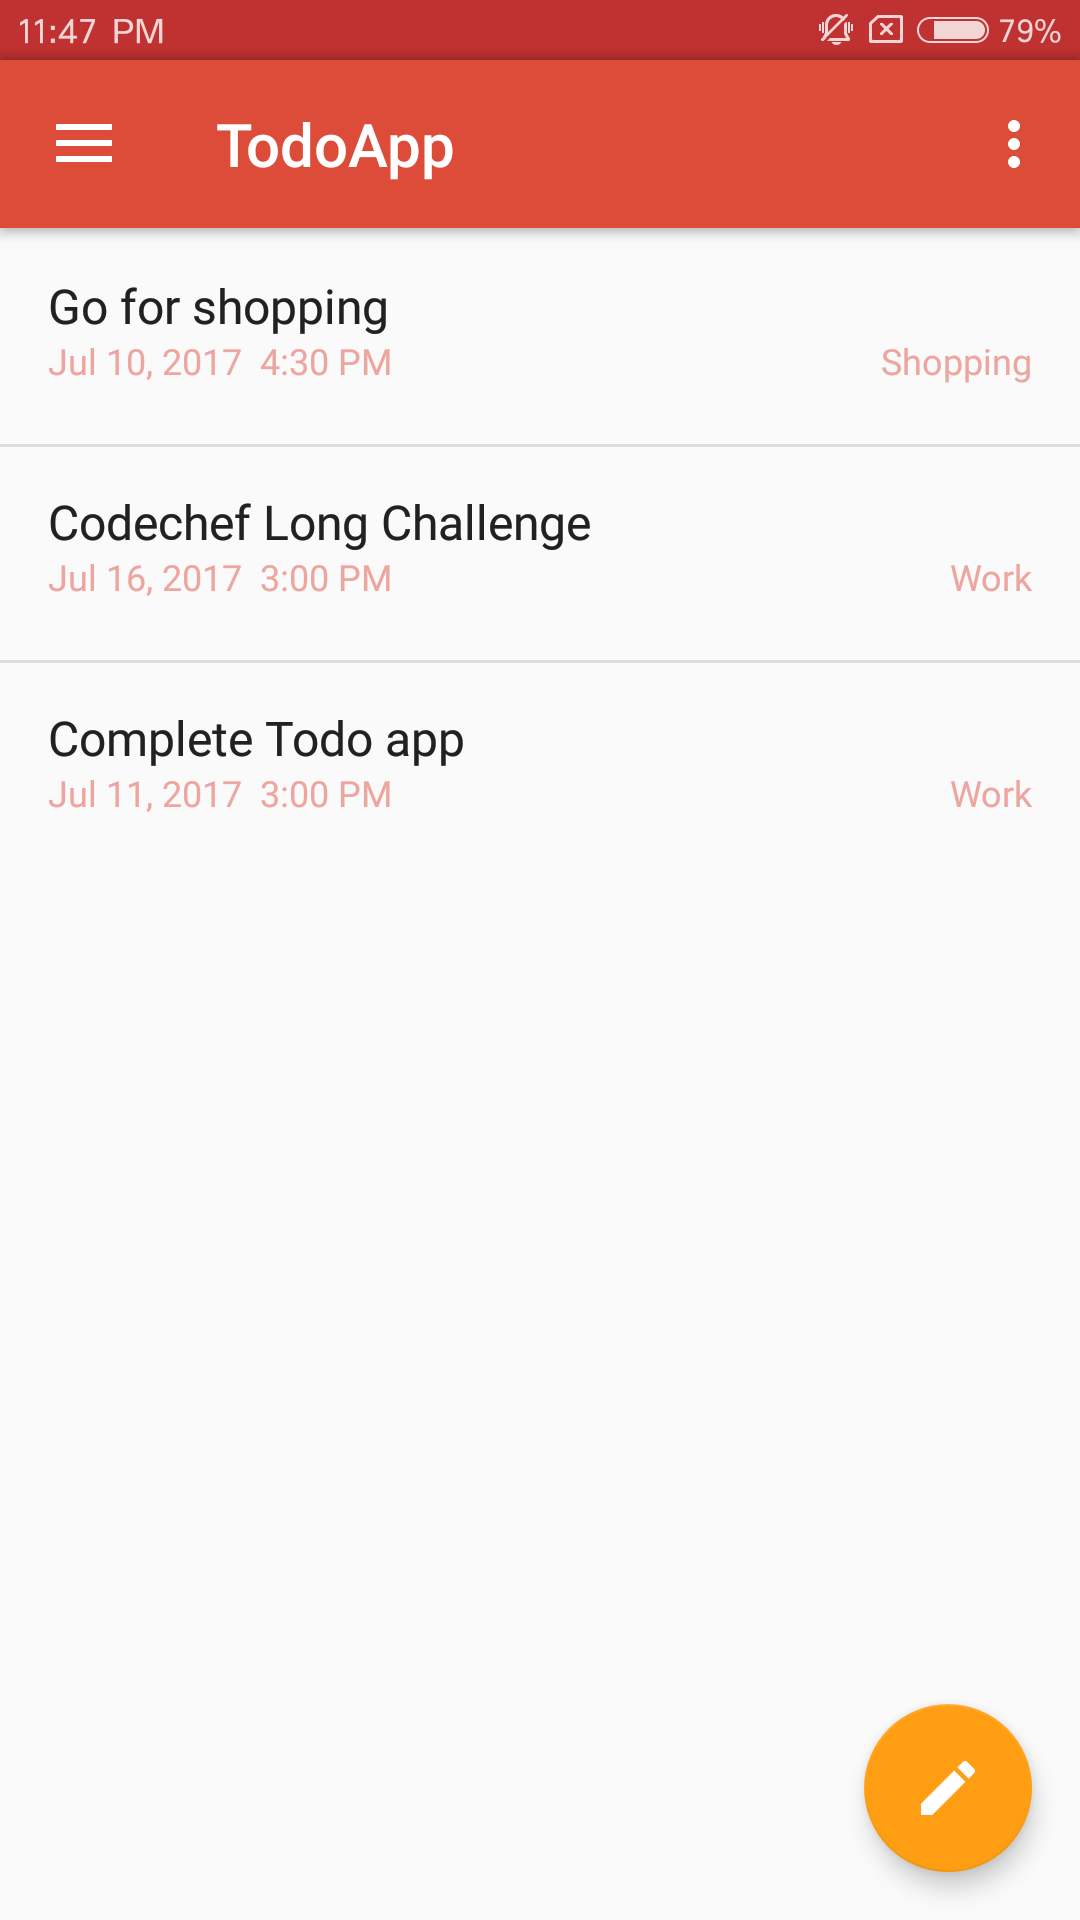 11:47 PM 79%
TodoApp
Go for shopping
Jul 10, 2017 4:30 PM Shopping
Codechef Long Challenge
Jul 16, 2017 3:00 PM Work
Complete Todo app
Jul 11, 2017 3:00 PM Work